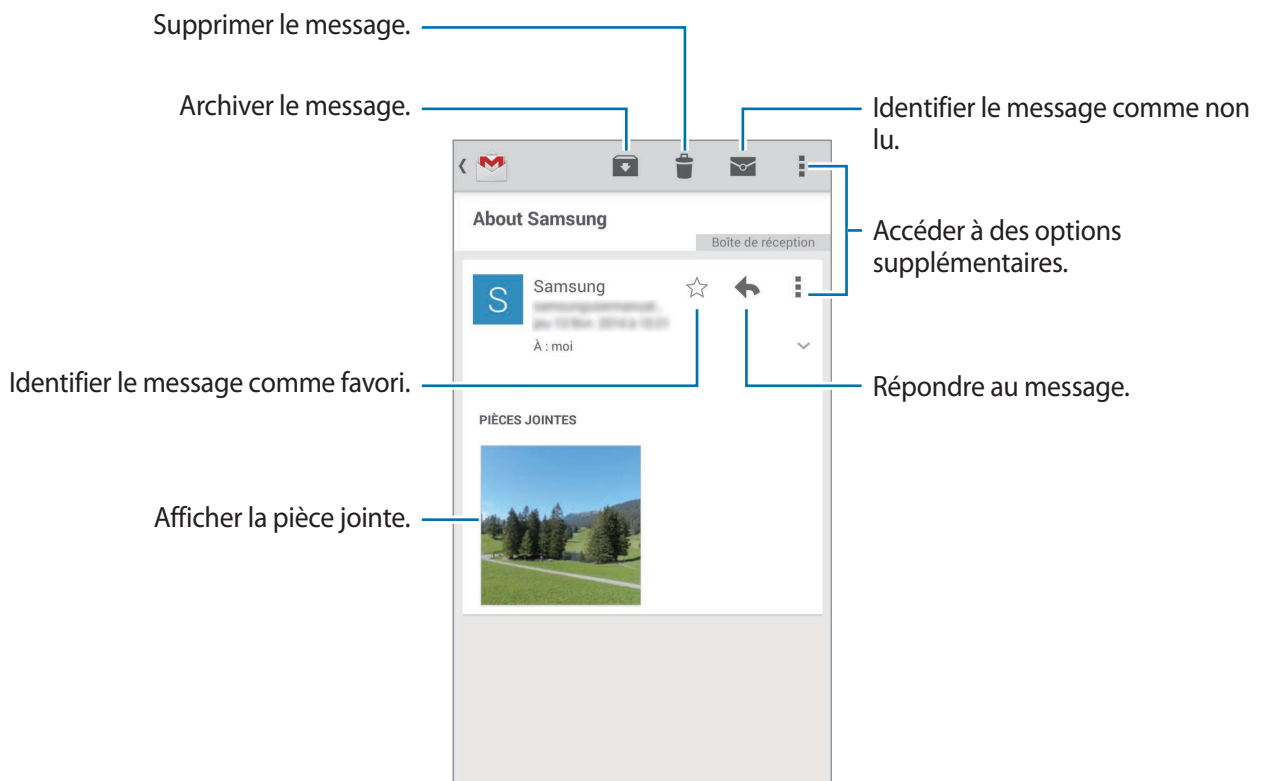 Supprimer le message.
Archiver le message.
Identifier le message comme non
lu.
About Samsung
Boîte de réception
Accéder à des options
supplémentaires.
S
Samsung
À : moi
Identifier le message comme favori.
Répondre au message.
PIÈCES JOINTES
Afficher la pièce jointe.